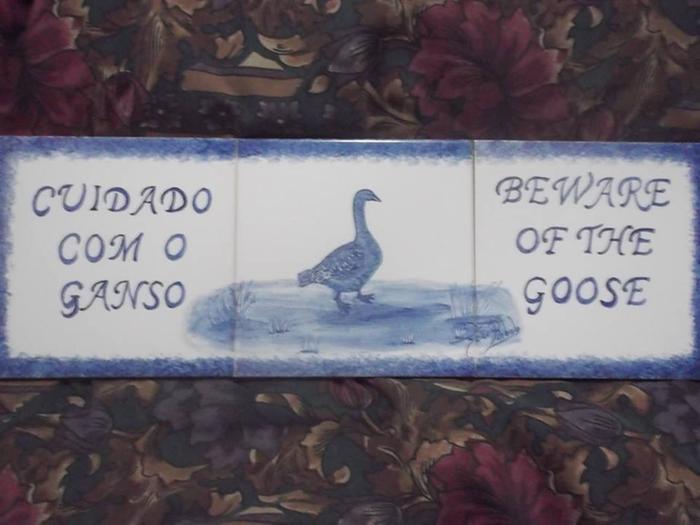 CUIDADO
COM O
GANSO
BEWARE
OF THE
GOOSE